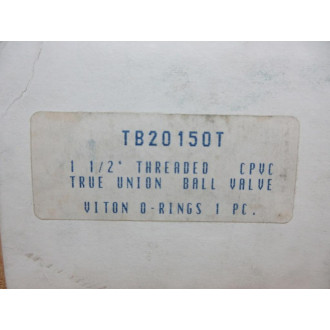 TB20150T
1 1/2" THREADED CPVC
TRUE UNION BALL VALVE
VITON O-RINGS 1 PC.